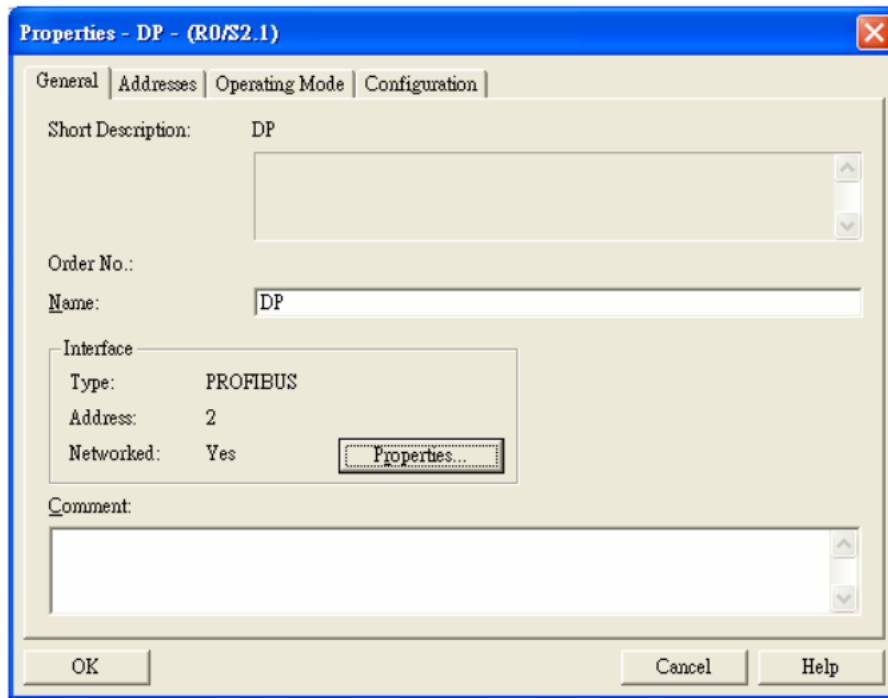 Properties - DP - (R0/S2.1)
General Addresses Operating Mode Configuration
Short Description: DP
Order No.:
Name: DP
Interface
Type: PROFIBUS
Address: 2
Networked: Yes Properties...
Comment:
OK Cancel Help